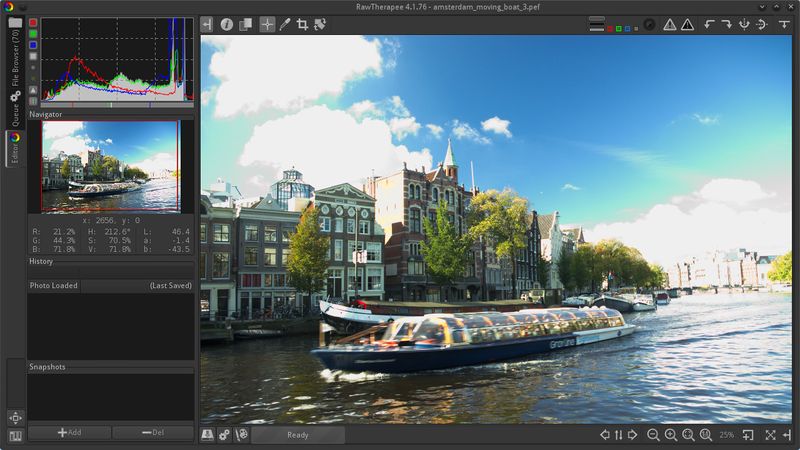 RawTherapee 4.1.76 - amsterdam_moving_boat_3.pef
File Browser (70)
Queue
Editor
Navigator
x: 2656, y: 0
R: 21.2% H: 212.6° L: 46.4
G: 44.3% S: 70.5% a: -1.4
B: 71.8% V: 71.8% b: -43.5
History
Photo Loaded (Last Saved)
Snapshots
Add Del
Ready
25%